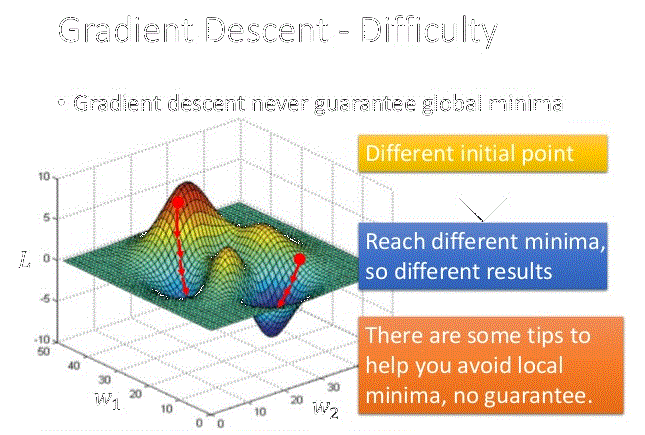 Gradient Descent - Difficulty
• Gradient descent never guarantee global minima
Different initial point
Reach different minima,
so different results
There are some tips to
help you avoid local
minima, no guarantee.
10
5
0
-5
-10
50
40
30
20
10
0
0
10
20
30
w₁
w₂